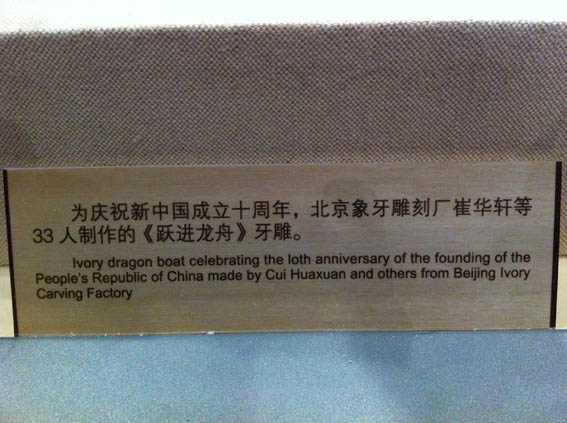 为庆祝新中国成立十周年，北京象牙雕刻厂崔华轩等
33 人制作的《跃进龙舟》牙雕。
Ivory dragon boat celebrating the loth anniversary of the founding of the
People's Republic of China made by Cui Huaxuan and others from Beijing Ivory
Carving Factory